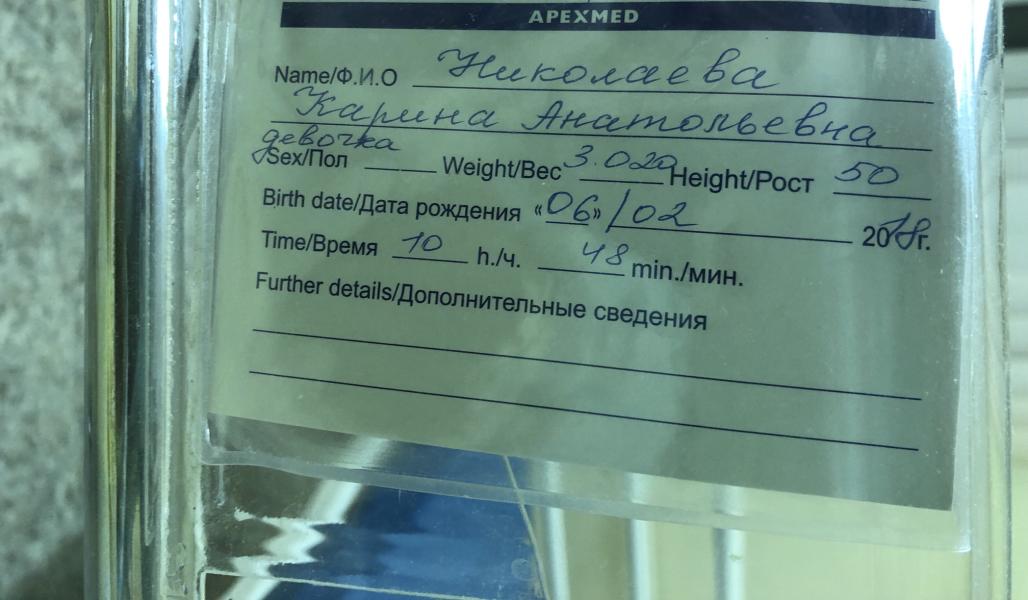 APEXMED
Name/Ф.И.О Николаева
Карина Анатольевна
девочка
Sex/Пол Weight/Вес 3.020 Height/Рост 50
Birth date/Дата рождения «06» /02 2018г.
Time/Время 10 h./ч. 48 min./мин.
Further details/Дополнительные сведения